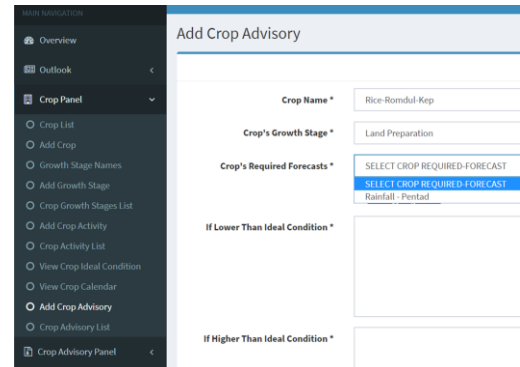 MAIN NAVIGATION
Overview
Outlook
Crop Panel
Crop List
Add Crop
Growth Stage Names
Add Growth Stage
Crop Growth Stages List
Add Crop Activity
Crop Activity List
View Crop Ideal Condition
View Crop Calendar
Add Crop Advisory
Crop Advisory List
Crop Advisory Panel
Add Crop Advisory
Crop Name * Rice-Romdul-Kep
Crop's Growth Stage * Land Preparation
Crop's Required Forecasts * SELECT CROP REQUIRED-FORECAST
SELECT CROP REQUIRED-FORECAST
Rainfall - Pentad
If Lower Than Ideal Condition *
If Higher Than Ideal Condition *